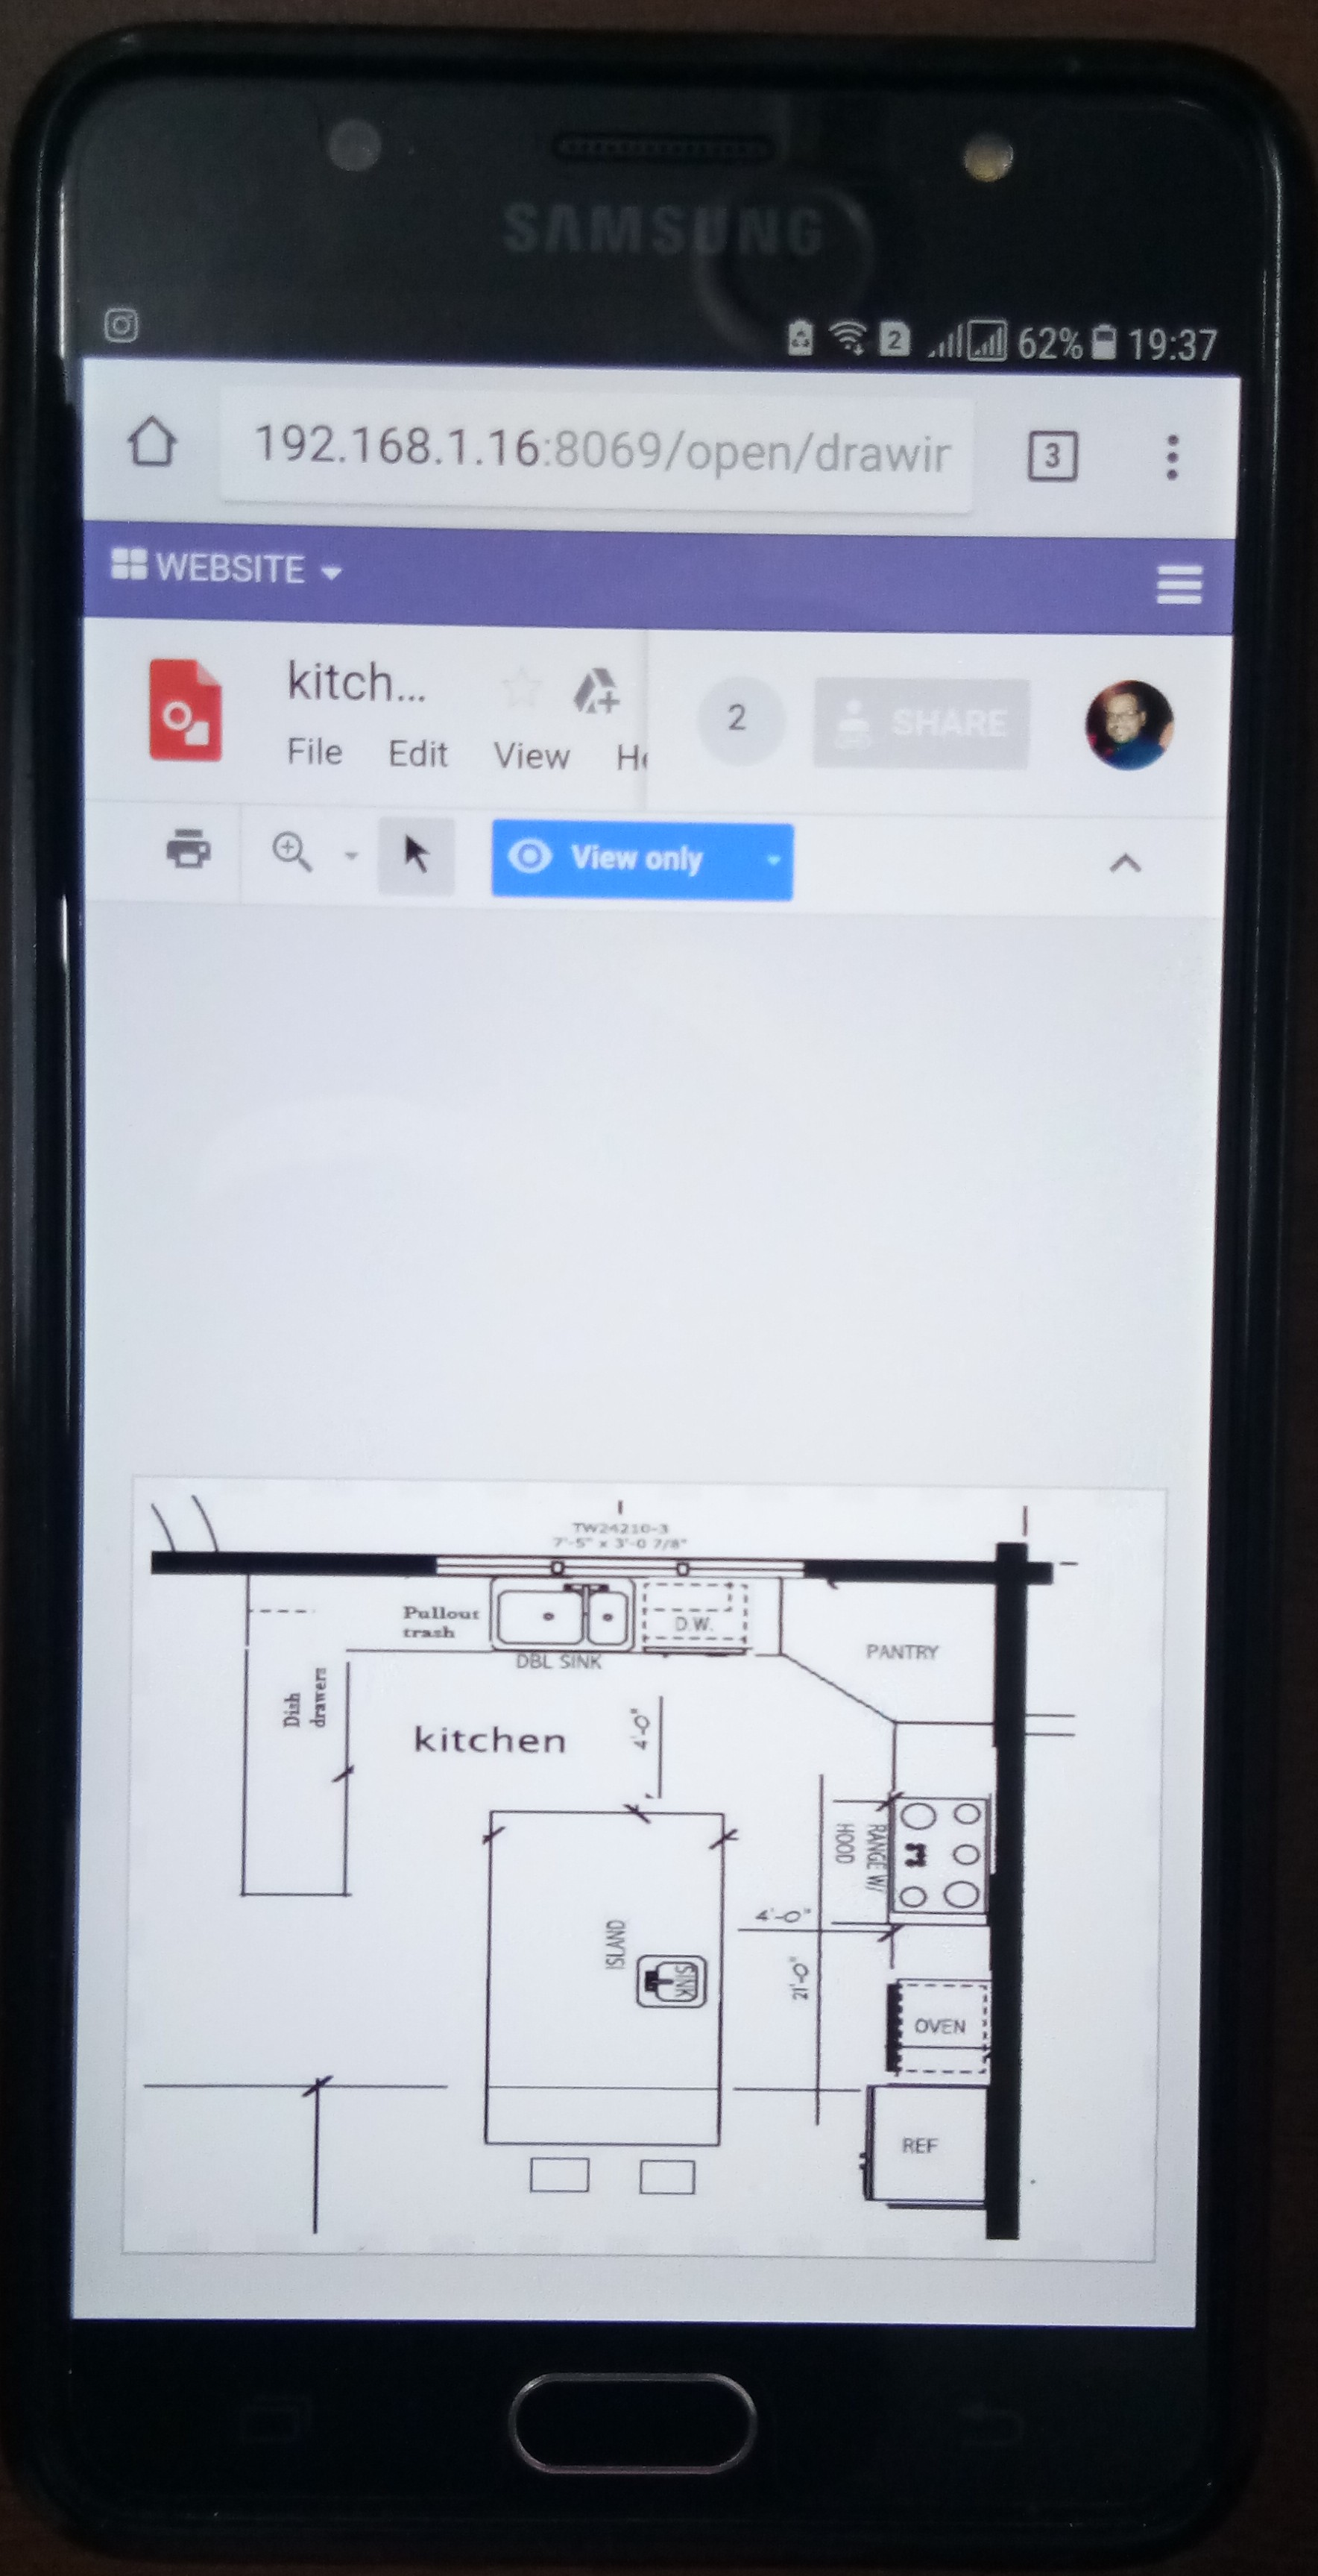 SAMSUNG
2 62% 19:37
192.168.1.16:8069/open/drawir
3
WEBSITE
kitch...
2
SHARE
File Edit View
View only
TW24210-3
7'-5" x 3'-0 7/8"
Pullout
trash
D.W.
DBL SINK
PANTRY
Dish
drawers
kitchen
4'-0"
RANGE W/
HOOD
4'-0"
ISLAND
SINK
OVEN
REF